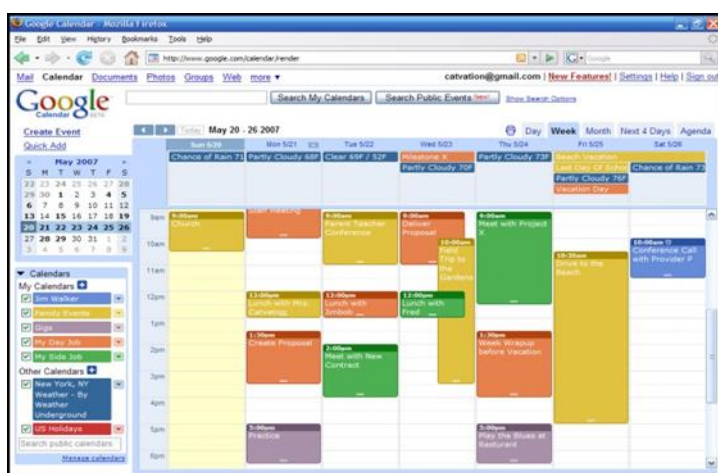 Google Calendar - Mozilla Firefox
File Edit View History Bookmarks Tools Help
http://www.google.com/calendar/render
Google
Mail Calendar Documents Photos Groups Web more ▼
catvation@gmail.com | New Features! | Settings | Help | Sign out
Google
Calendar BETA
Search My Calendars
Search Public Events New!
Show Search Options
Create Event
Quick Add
Today May 20 - 26 2007
Day Week Month Next 4 Days Agenda
« May 2007 »
S M T W T F S
22 23 24 25 26 27 28
29 30 1 2 3 4 5
6 7 8 9 10 11 12
13 14 15 16 17 18 19
20 21 22 23 24 25 26
27 28 29 30 31 1 2
3 4 5 6 7 8 9
Sun 5/20 Mon 5/21 Tue 5/22 Wed 5/23 Thu 5/24 Fri 5/25 Sat 5/26
Chance of Rain 71 Partly Cloudy 68F Clear 69F / 52F Milestone X Partly Cloudy 73F Beach Vacation
Partly Cloudy 70F Last Day Of School Chance of Rain 73
Partly Cloudy 76F
Vacation Day
9am
10am
11am
12pm
1pm
2pm
3pm
4pm
5pm
6pm
9:00am
Church
Meeting
12:00pm
Lunch with Mrs.
1:30pm
Create Proposal
5:00pm
Practice
9:00am
Parent Teacher
Conference
12:00pm
Lunch with
Jimbob
2:00pm
Meet with New
Contract
9:00am
Deliver
Proposal
10:00am
Field
Trip to
the
Gardens
12:00pm
Lunch with
Fred
9:00am
Meet with Project
X
1:30pm
Week Wrapup
before Vacation
5:00pm
Play the Blues at
Resturant
10:30am
Drive to the
Beach
10:00am
Conference Call
with Provider P
Calendars
My Calendars
Jim Walker
Family Events
Gigs
My Day Job
My Side Job
Other Calendars
New York, NY
Weather - By
Weather
Underground
US Holidays
Search public calendars
Manage calendars